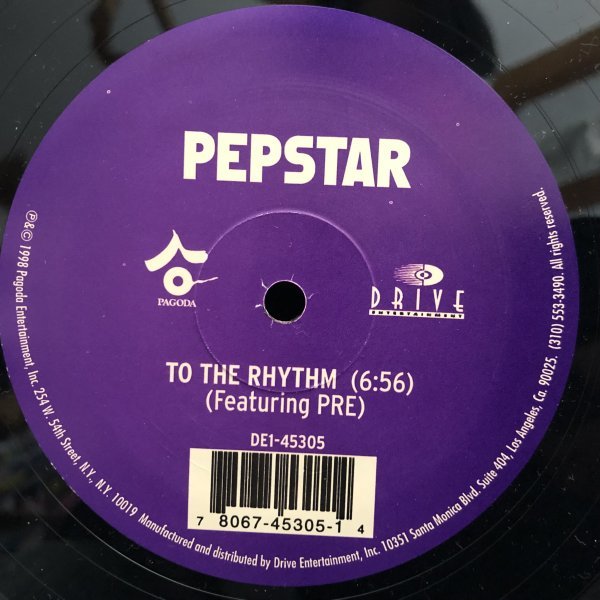 PEPSTAR
PAGODA
DRIVE
ENTERTAINMENT
TO THE RHYTHM (6:56)
(Featuring PRE)
DE1-45305
7 8067-45305-1 4
℗&© 1998 Pagoda Entertainment, Inc. 254 W. 54th Street, N.Y., N.Y. 10019 Manufactured and distributed by Drive Entertainment, Inc. 10351 Santa Monica Blvd. Suite 404, Los Angeles, Ca. 90025. (310) 553-3490. All rights reserved.